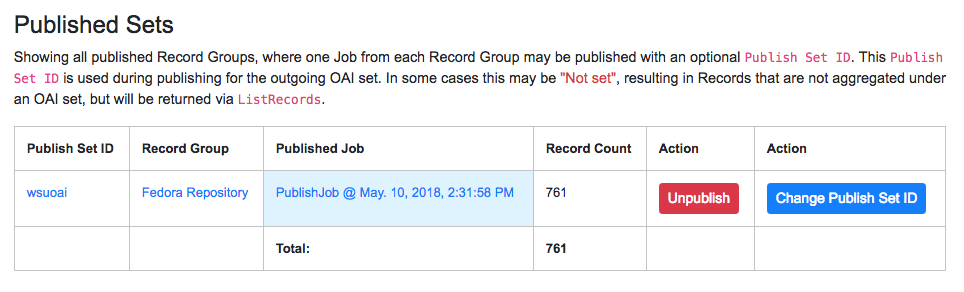 Published Sets
Showing all published Record Groups, where one Job from each Record Group may be published with an optional Publish Set ID. This Publish
Set ID is used during publishing for the outgoing OAI set. In some cases this may be "Not set", resulting in Records that are not aggregated under
an OAI set, but will be returned via ListRecords.
Publish Set ID Record Group Published Job Record Count Action Action
wsuoai Fedora Repository PublishJob @ May. 10, 2018, 2:31:58 PM 761 Unpublish Change Publish Set ID
Total: 761